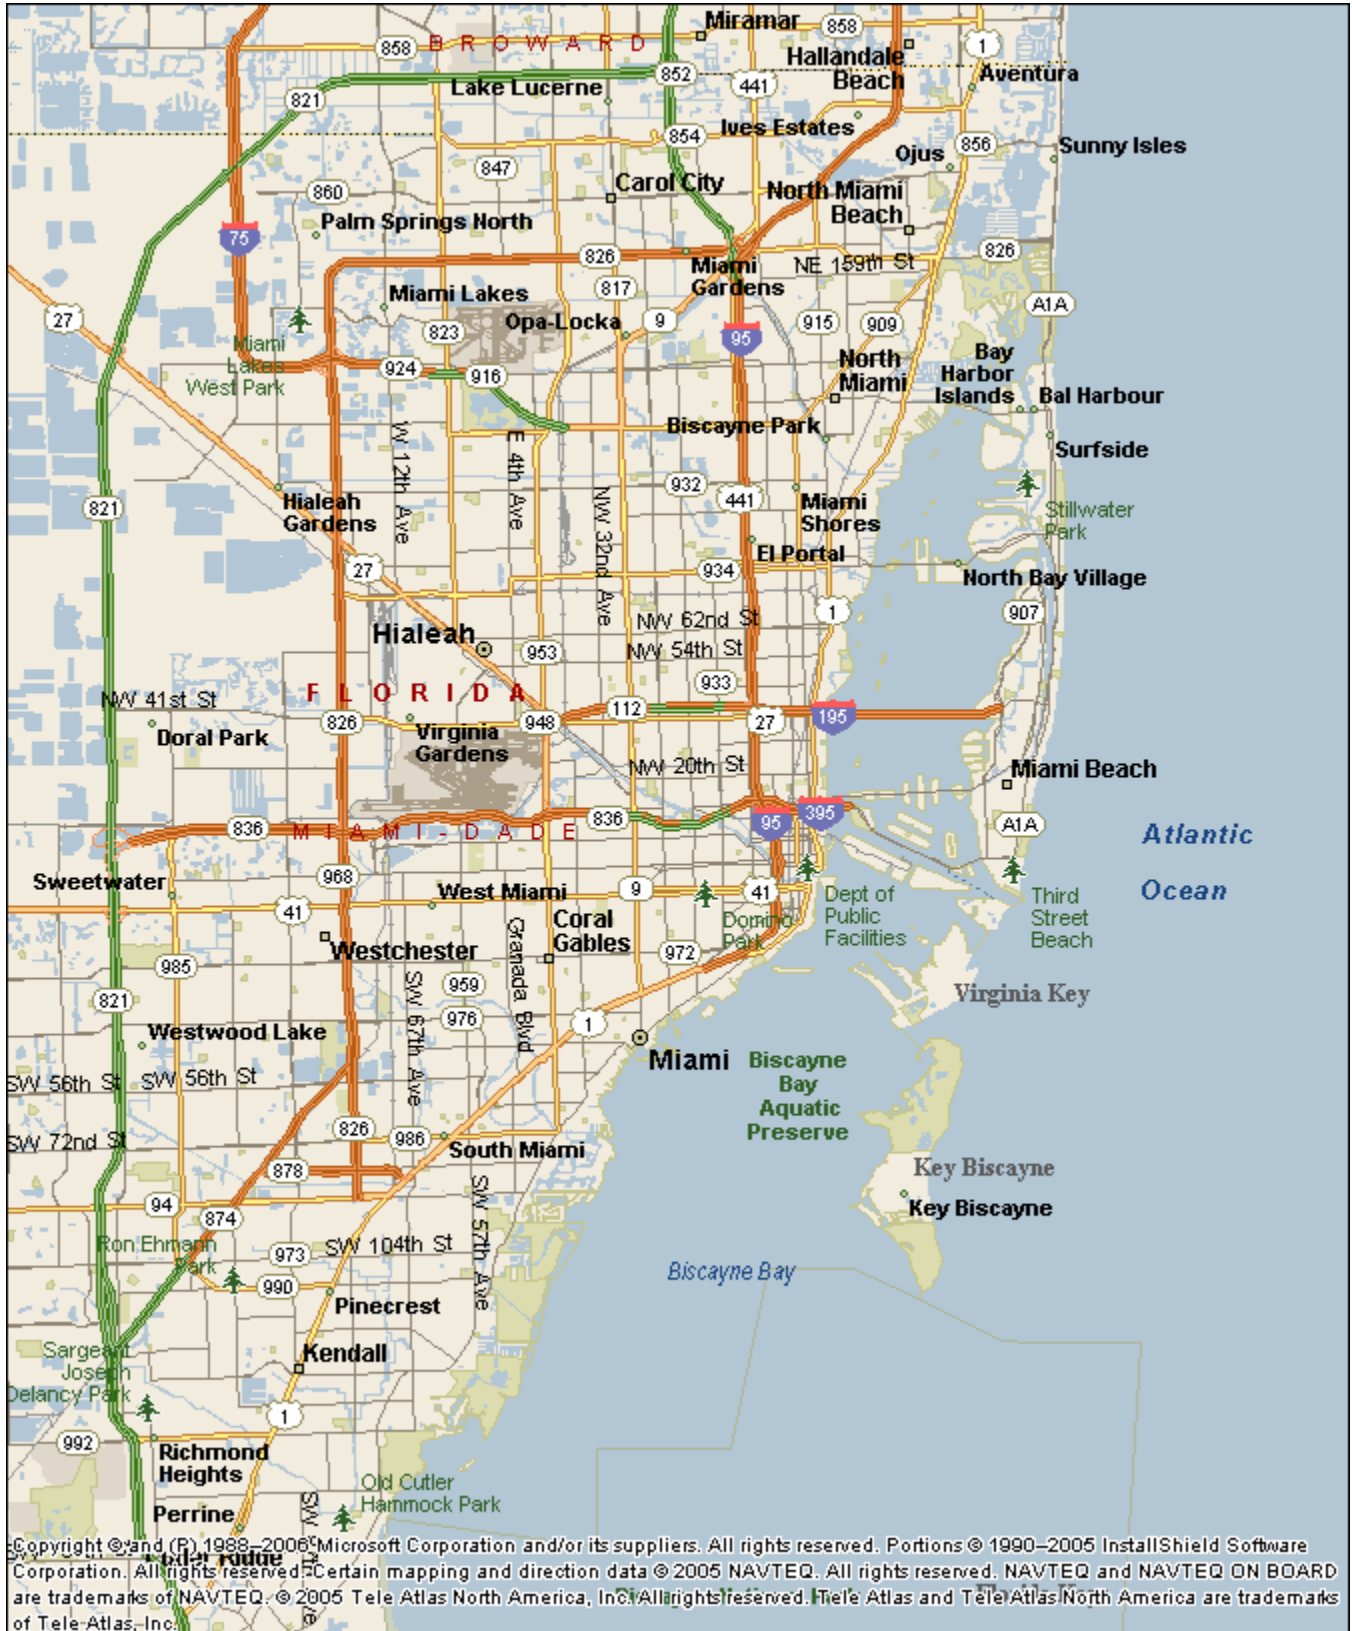 Miramar
858
858
BROWARD
1
Hallandale
Beach
852
Aventura
441
Lake Lucerne
821
Ives Estates
854
856
Sunny Isles
Ojus
847
Carol City
860
North Miami
Beach
Palm Springs North
75
826
826
NE 159th St
Miami
Gardens
817
Miami Lakes
A1A
27
Opa-Locka
9
915
909
823
95
Miami
Lakes
West Park
North
Miami
Bay
Harbor
Islands
924
916
Bal Harbour
Biscayne Park
Surfside
W 12th Ave
E 4th Ave
932
NW 32nd Ave
441
Miami
Shores
Stillwater
Park
821
Hialeah
Gardens
El Portal
27
934
North Bay Village
1
907
NW 62nd St
Hialeah
953
NW 54th St
933
FLORIDA
NW 41st St
112
826
948
27
195
Doral Park
Virginia
Gardens
NW 20th St
Miami Beach
836
836
95
395
A1A
MIAMI-DADE
Atlantic
Ocean
968
Sweetwater
West Miami
9
41
41
Dept of
Public
Facilities
Third
Street
Beach
Domino
Park
Coral
Gables
Granada Blvd
Westchester
972
985
959
Virginia Key
821
SW 67th Ave
976
1
Westwood Lake
Miami
Biscayne
Bay
Aquatic
Preserve
SW 56th St
SW 56th St
826
986
SW 72nd St
South Miami
878
Key Biscayne
SW 57th Ave
94
874
Key Biscayne
Ron Ehmann
Park
973
SW 104th St
990
Biscayne Bay
Pinecrest
Sargeant
Joseph
Delancy Park
Kendall
1
992
Richmond
Heights
Old Cutler
Hammock Park
Perrine
SW
Ridge
Copyright © and (P) 1988–2006 Microsoft Corporation and/or its suppliers. All rights reserved. Portions © 1990–2005 InstallShield Software
Corporation. All rights reserved. Certain mapping and direction data © 2005 NAVTEQ. All rights reserved. NAVTEQ and NAVTEQ ON BOARD
are trademarks of NAVTEQ. © 2005 Tele Atlas North America, Inc. All rights reserved. Tele Atlas and Tele Atlas North America are trademarks
of Tele Atlas, Inc.